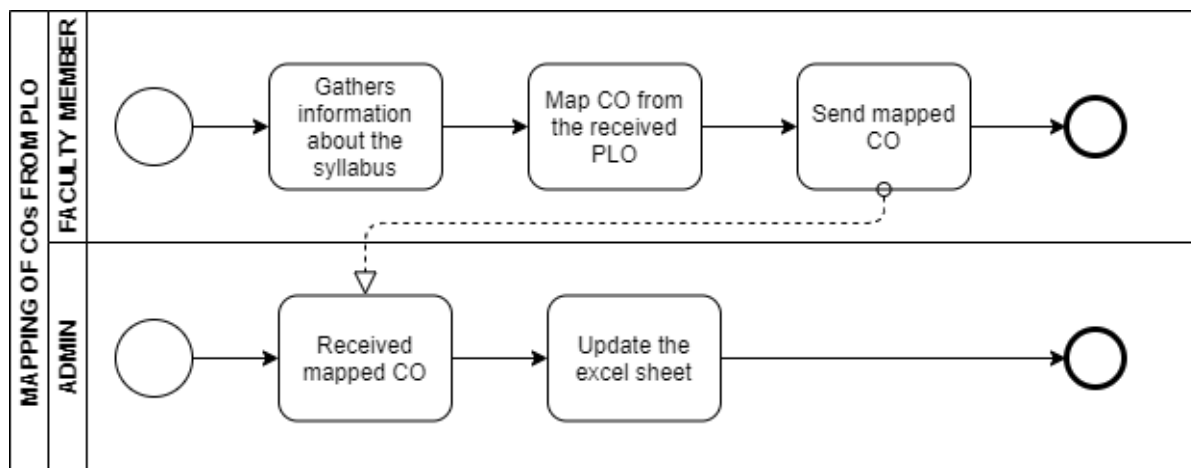 MAPPING OF COs FROM PLO
FACULTY MEMBER
Gathers
information
about the
syllabus
Map CO from
the received
PLO
Send mapped
CO
ADMIN
Received
mapped CO
Update the
excel sheet